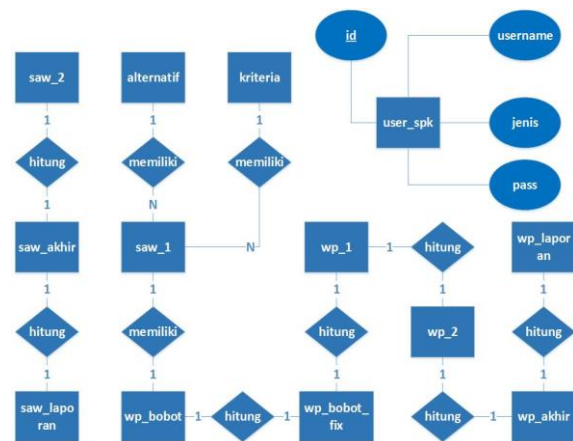 id
username
saw_2
alternatif
kriteria
user_spk
jenis
1
1
1
hitung
memiliki
memiliki
pass
1
N
saw_akhir
saw_1
N
wp_1
1
hitung
wp_lapor
an
1
1
1
1
1
hitung
memiliki
hitung
wp_2
hitung
1
1
1
1
1
saw_lapo
ran
wp_bobot
1
hitung
1
wp_bobot_
fix
hitung
1
wp_akhir